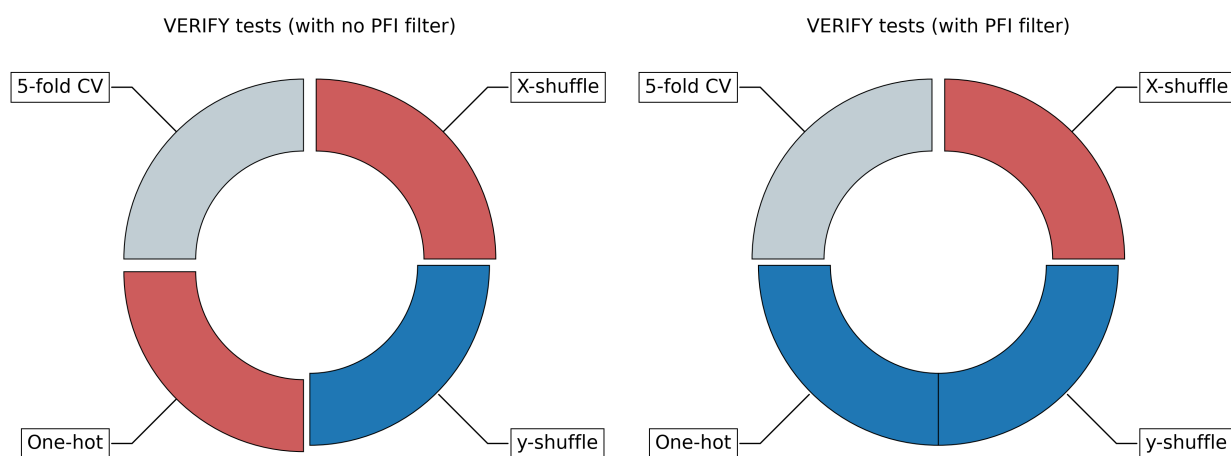 VERIFY tests (with no PFI filter)
5-fold CV
X-shuffle
One-hot
y-shuffle
VERIFY tests (with PFI filter)
5-fold CV
X-shuffle
One-hot
y-shuffle